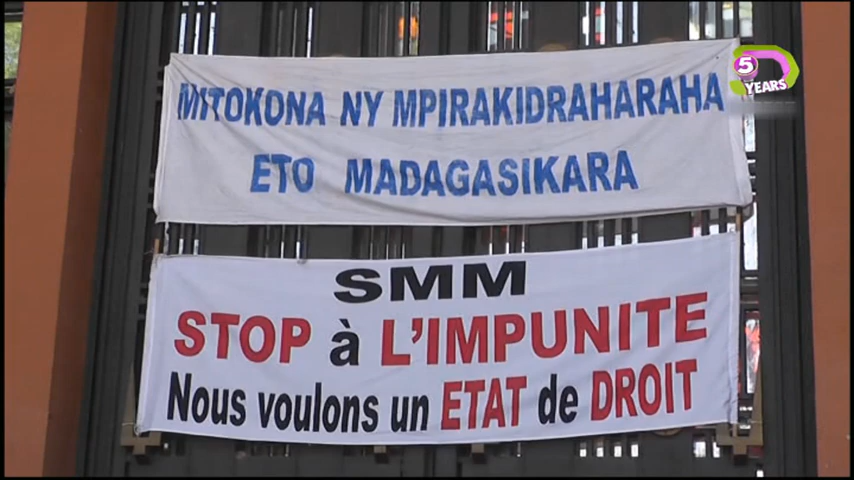 5
YEARS
MITOKONA NY MPIRAKIDRAHARAHA
ETO MADAGASIKARA
SMM
STOP à L'IMPUNITE
Nous voulons un ETAT de DROIT